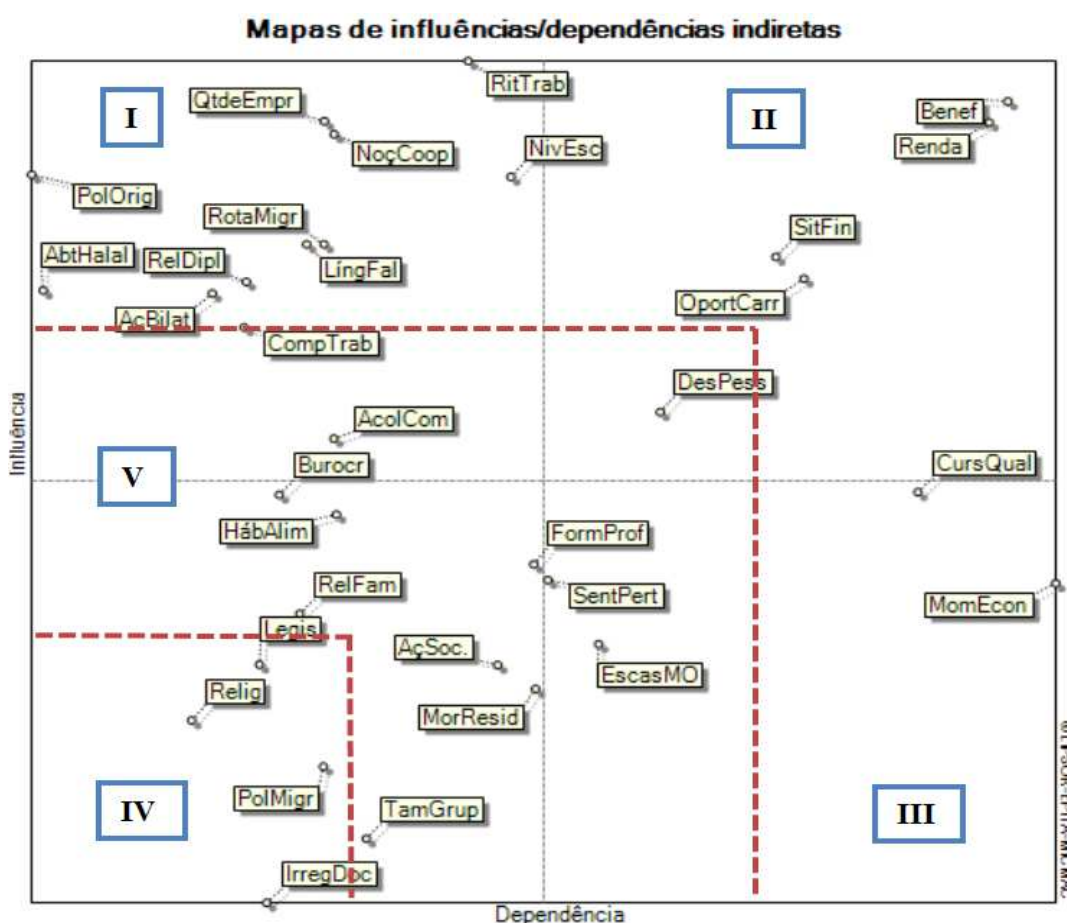 Mapas de influências/dependências indiretas
RitTrab
QtdeEmpr
I
II
Benef
NoçCoop
NivEsc
Renda
PolOrig
RotaMigr
SitFin
AbtHalal
RelDipl
LíngFal
AcBilat
OportCarr
CompTrab
DesPess
AcolCom
Influência
V
Burocr
CursQual
HábAlim
FormProf
RelFam
SentPert
MomEcon
Legis
AçSoc.
EscasMO
Relig
MorResid
IV
PolMigr
TamGrup
III
IrregDoc
Dependência